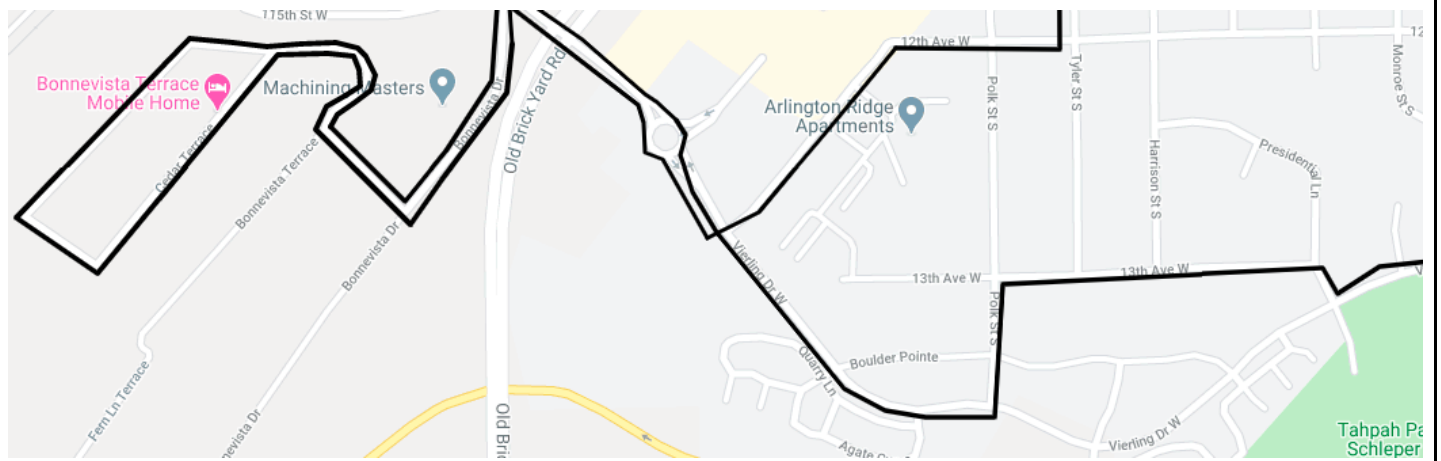 115th St W
12th Ave W
12
Bonnevista Terrace
Mobile Home
Machining Masters
Bonnevista Dr
Old Brick Yard Rd
Polk St S
Tyler St S
Monroe St S
Arlington Ridge
Apartments
Cedar Terrace
Bonnevista Terrace
Harrison St S
Presidential Ln
Bonnevista Dr
Vierling Dr W
13th Ave W
13th Ave W
V
Polk St S
Quarry Ln
Boulder Pointe
Fern Ln Terrace
nevista Dr
Old Bric
Agate C
Vierling Dr W
Tahpah Pa
Schleper